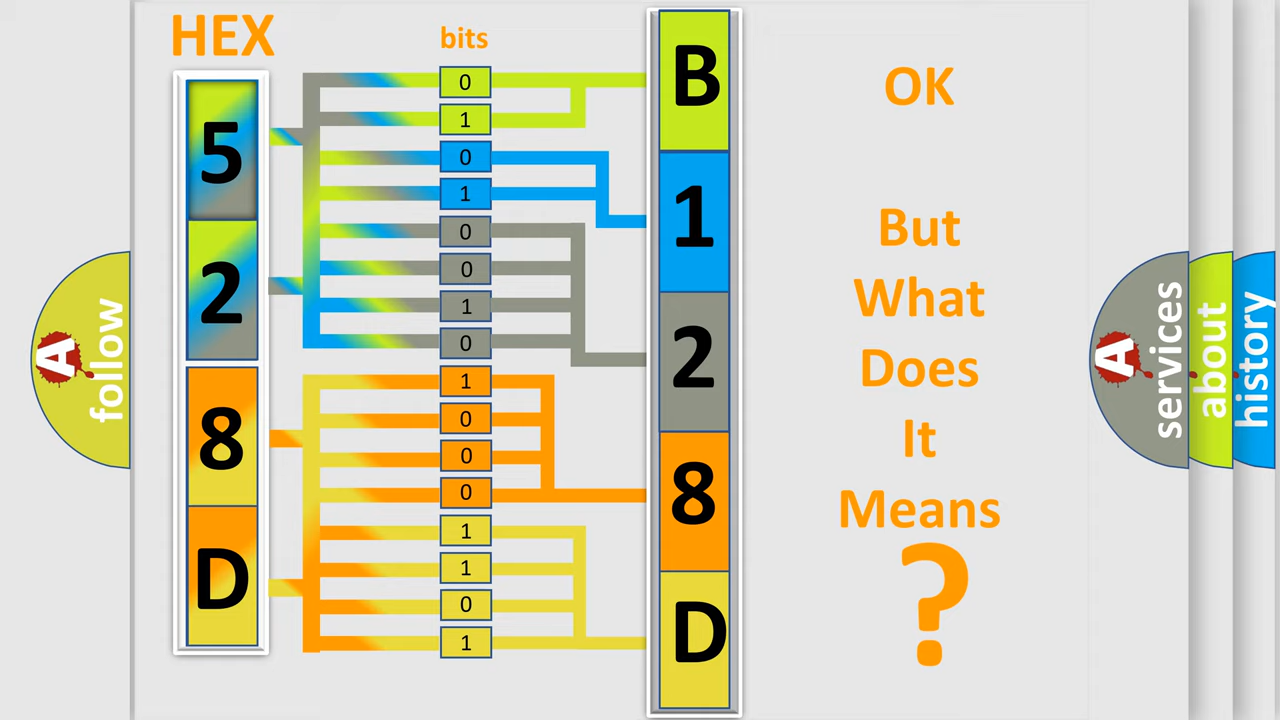 HEX
bits
5
2
8
D
0
1
0
1
0
0
1
0
1
0
0
0
1
1
0
1
B
1
2
8
D
OK
But
What
Does
It
Means
?
A
follow
A
services
about
history